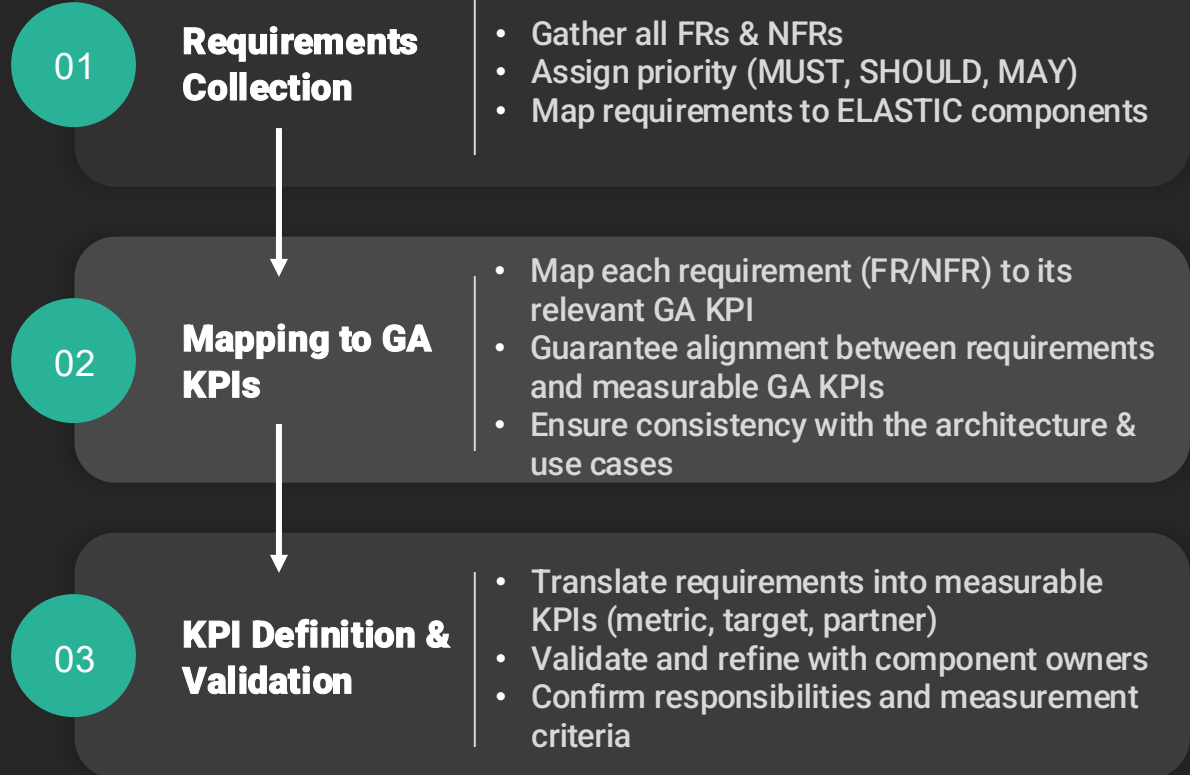 01
Requirements
Collection
• Gather all FRs & NFRs
• Assign priority (MUST, SHOULD, MAY)
• Map requirements to ELASTIC components
02
Mapping to GA
KPIs
• Map each requirement (FR/NFR) to its
relevant GA KPI
• Guarantee alignment between requirements
and measurable GA KPIs
• Ensure consistency with the architecture &
use cases
03
KPI Definition &
Validation
• Translate requirements into measurable
KPIs (metric, target, partner)
• Validate and refine with component owners
• Confirm responsibilities and measurement
criteria